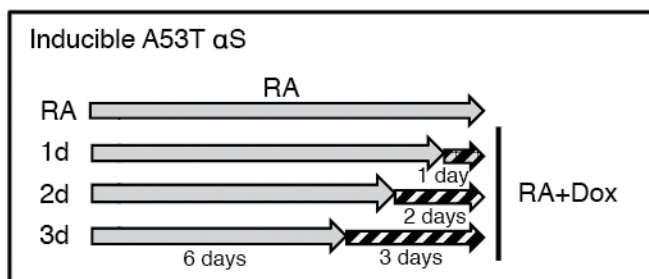 Inducible A53T αS
RA
RA
1d
1 day
2d
2 days
RA+Dox
3d
6 days
3 days